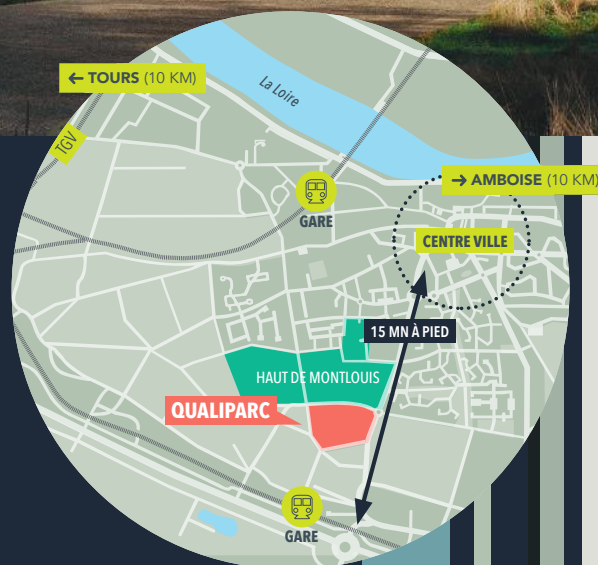 ← TOURS (10 KM)
La Loire
TGV
→ AMBOISE (10 KM)
GARE
CENTRE VILLE
15 MN À PIED
HAUT DE MONTLOUIS
QUALIPARC
GARE